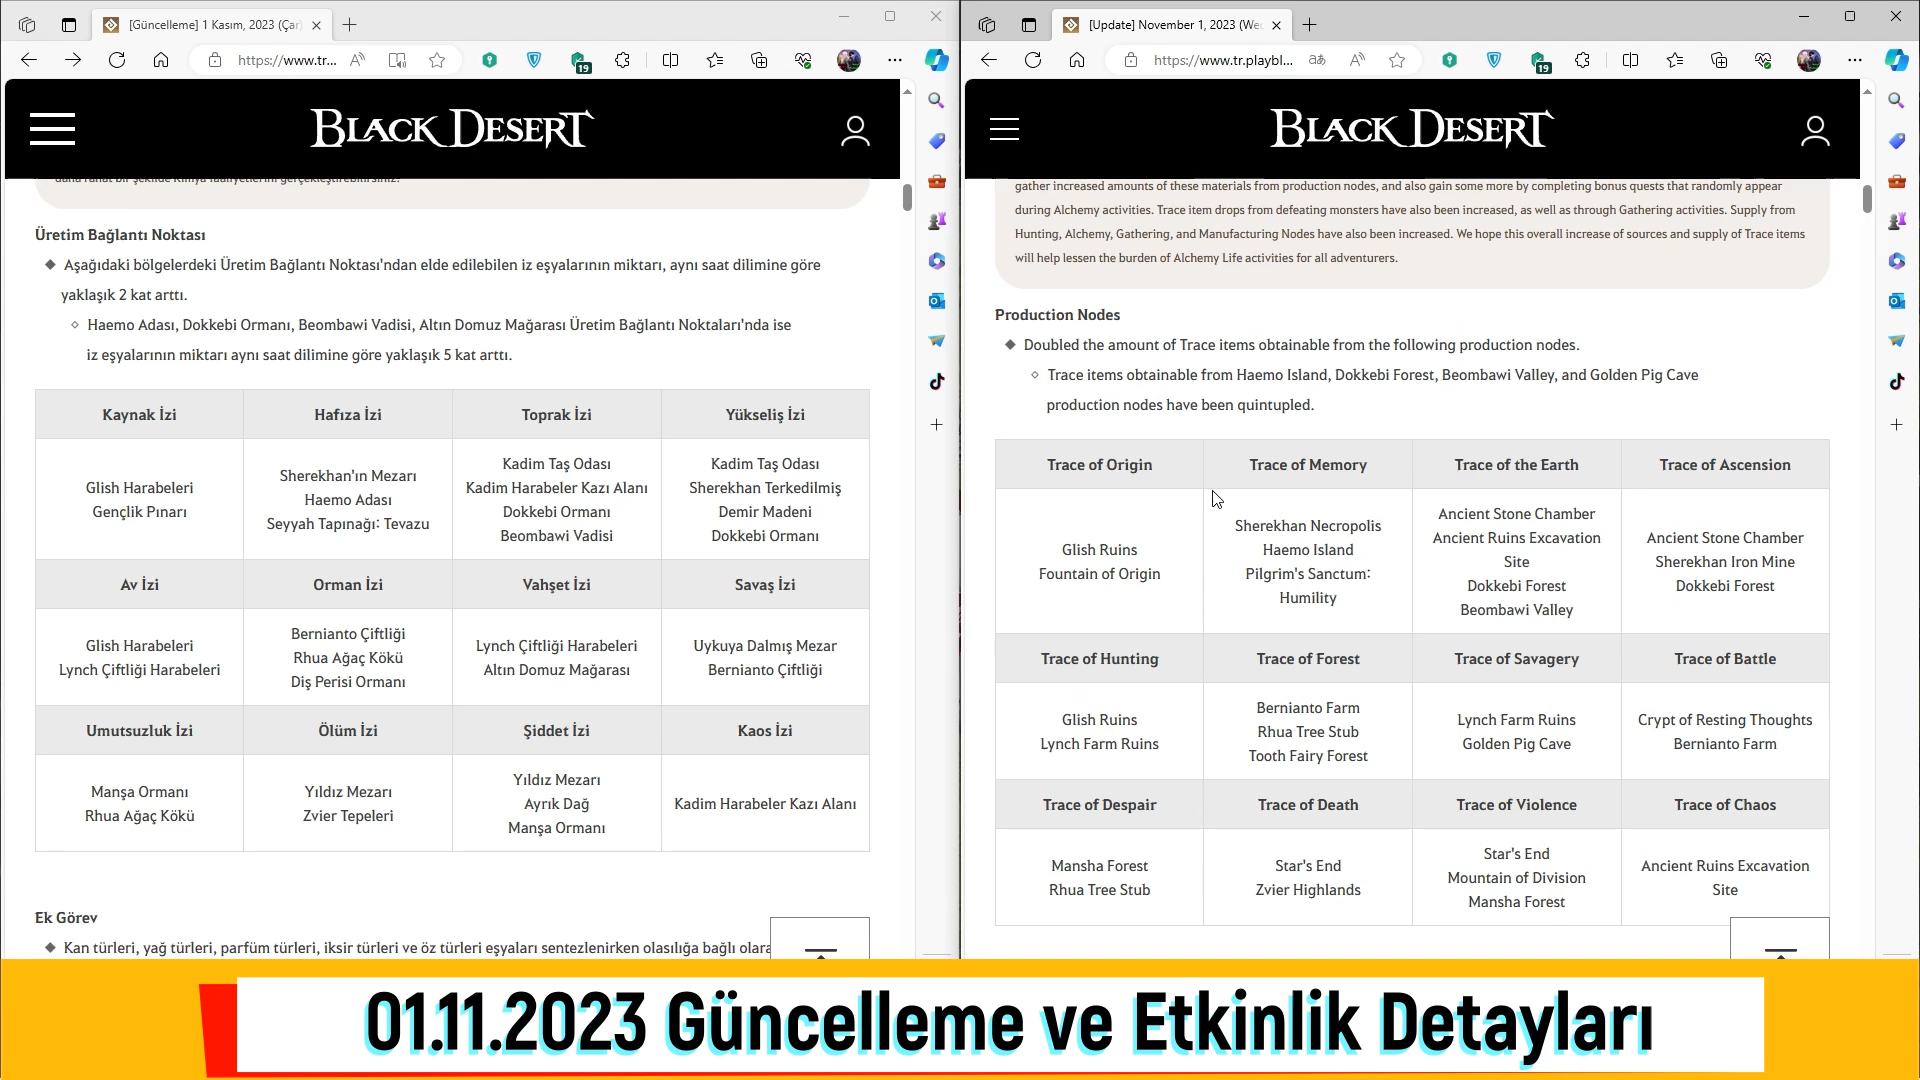 [Güncelleme] 1 Kasım, 2023 (Çar
https://www.tr...
19
BLACK DESERT
daha rahat bir şekilde Kimya faaliyetlerini gerçekleştirebilirsiniz.
Üretim Bağlantı Noktası
Aşağıdaki bölgelerdeki Üretim Bağlantı Noktası'ndan elde edilebilen iz eşyalarının miktarı, aynı saat dilimine göre
yaklaşık 2 kat arttı.
Haemo Adası, Dokkebi Ormanı, Beombawi Vadisi, Altın Domuz Mağarası Üretim Bağlantı Noktaları'nda ise
iz eşyalarının miktarı aynı saat dilimine göre yaklaşık 5 kat arttı.
Kaynak İzi
Hafıza İzi
Toprak İzi
Yükseliş İzi
Glish Harabeleri
Gençlik Pınarı
Sherekhan'ın Mezarı
Haemo Adası
Seyyah Tapınağı: Tevazu
Kadim Taş Odası
Kadim Harabeler Kazı Alanı
Dokkebi Ormanı
Beombawi Vadisi
Kadim Taş Odası
Sherekhan Terkedilmiş
Demir Madeni
Dokkebi Ormanı
Av İzi
Orman İzi
Vahşet İzi
Savaş İzi
Glish Harabeleri
Lynch Çiftliği Harabeleri
Bernianto Çiftliği
Rhua Ağaç Kökü
Diş Perisi Ormanı
Lynch Çiftliği Harabeleri
Altın Domuz Mağarası
Uykuya Dalmış Mezar
Bernianto Çiftliği
Umutsuzluk İzi
Ölüm İzi
Şiddet İzi
Kaos İzi
Manşa Ormanı
Rhua Ağaç Kökü
Yıldız Mezarı
Zvier Tepeleri
Yıldız Mezarı
Ayrık Dağ
Manşa Ormanı
Kadim Harabeler Kazı Alanı
Ek Görev
Kan türleri, yağ türleri, parfüm türleri, iksir türleri ve öz türleri eşyaları sentezlenirken olasılığa bağlı olara
[Update] November 1, 2023 (We
https://www.tr.playbl...
aあ
19
BLACK DESERT
gather increased amounts of these materials from production nodes, and also gain some more by completing bonus quests that randomly appear
during Alchemy activities. Trace item drops from defeating monsters have also been increased, as well as through Gathering activities. Supply from
Hunting, Alchemy, Gathering, and Manufacturing Nodes have also been increased. We hope this overall increase of sources and supply of Trace items
will help lessen the burden of Alchemy Life activities for all adventurers.
Production Nodes
Doubled the amount of Trace items obtainable from the following production nodes.
Trace items obtainable from Haemo Island, Dokkebi Forest, Beombawi Valley, and Golden Pig Cave
production nodes have been quintupled.
Trace of Origin
Trace of Memory
Trace of the Earth
Trace of Ascension
Glish Ruins
Fountain of Origin
Sherekhan Necropolis
Haemo Island
Pilgrim's Sanctum:
Humility
Ancient Stone Chamber
Ancient Ruins Excavation
Site
Dokkebi Forest
Beombawi Valley
Ancient Stone Chamber
Sherekhan Iron Mine
Dokkebi Forest
Trace of Hunting
Trace of Forest
Trace of Savagery
Trace of Battle
Glish Ruins
Lynch Farm Ruins
Bernianto Farm
Rhua Tree Stub
Tooth Fairy Forest
Lynch Farm Ruins
Golden Pig Cave
Crypt of Resting Thoughts
Bernianto Farm
Trace of Despair
Trace of Death
Trace of Violence
Trace of Chaos
Mansha Forest
Rhua Tree Stub
Star's End
Zvier Highlands
Star's End
Mountain of Division
Mansha Forest
Ancient Ruins Excavation
Site
01.11.2023 Güncelleme ve Etkinlik Detayları